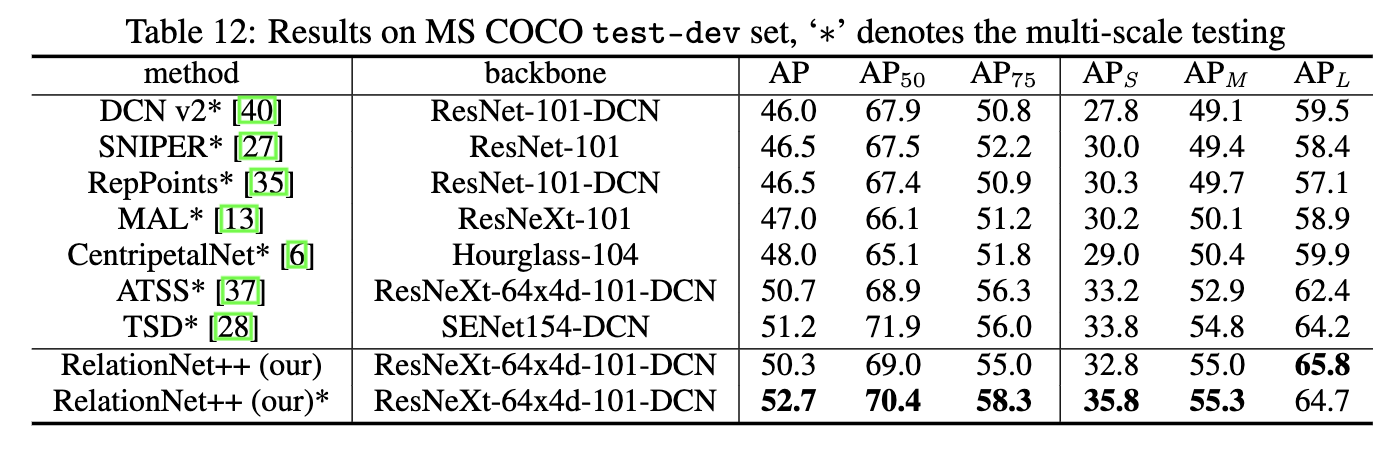 Table 12: Results on MS COCO test-dev set, ‘*’ denotes the multi-scale testing
method backbone AP AP50 AP75 APS APM APL
DCN v2* [40] ResNet-101-DCN 46.0 67.9 50.8 27.8 49.1 59.5
SNIPER* [27] ResNet-101 46.5 67.5 52.2 30.0 49.4 58.4
RepPoints* [35] ResNet-101-DCN 46.5 67.4 50.9 30.3 49.7 57.1
MAL* [13] ResNeXt-101 47.0 66.1 51.2 30.2 50.1 58.9
CentripetalNet* [6] Hourglass-104 48.0 65.1 51.8 29.0 50.4 59.9
ATSS* [37] ResNeXt-64x4d-101-DCN 50.7 68.9 56.3 33.2 52.9 62.4
TSD* [28] SENet154-DCN 51.2 71.9 56.0 33.8 54.8 64.2
RelationNet++ (our) ResNeXt-64x4d-101-DCN 50.3 69.0 55.0 32.8 55.0 65.8
RelationNet++ (our)* ResNeXt-64x4d-101-DCN 52.7 70.4 58.3 35.8 55.3 64.7